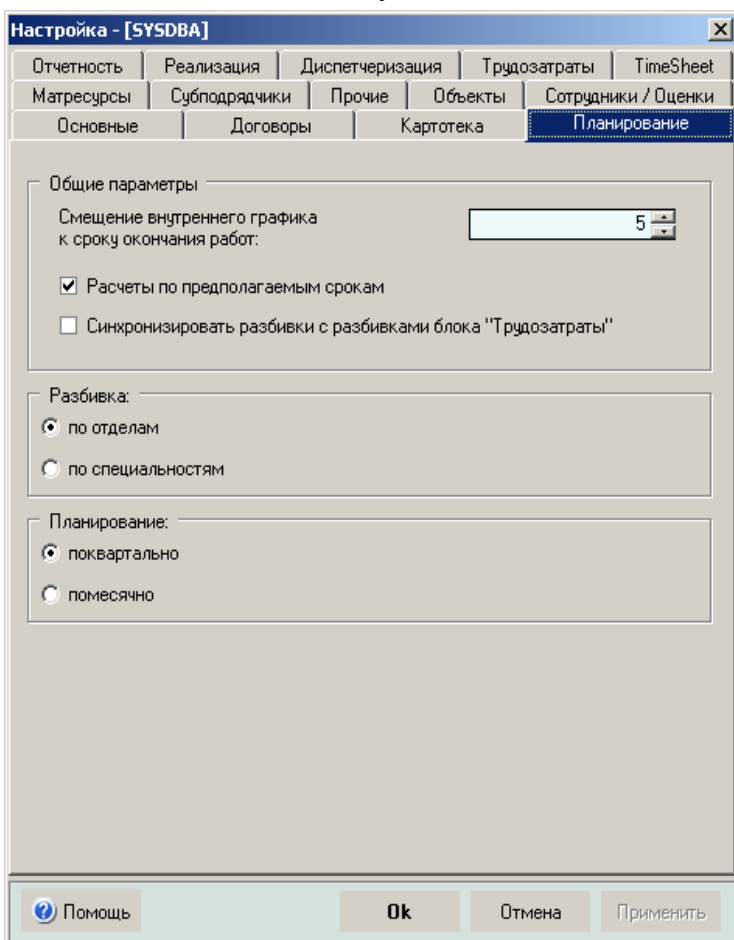 Настройка - [SYSDBA]
Отчетность Реализация Диспетчеризация Трудозатраты TimeSheet
Матресурсы Субподрядчики Прочие Объекты Сотрудники / Оценки
Основные Договоры Картотека Планирование
Общие параметры
Смещение внутреннего графика
к сроку окончания работ:
5
Расчеты по предполагаемым срокам
Синхронизировать разбивки с разбивками блока "Трудозатраты"
Разбивка:
по отделам
по специальностям
Планирование:
поквартально
помесячно
Помощь Ok Отмена Применить